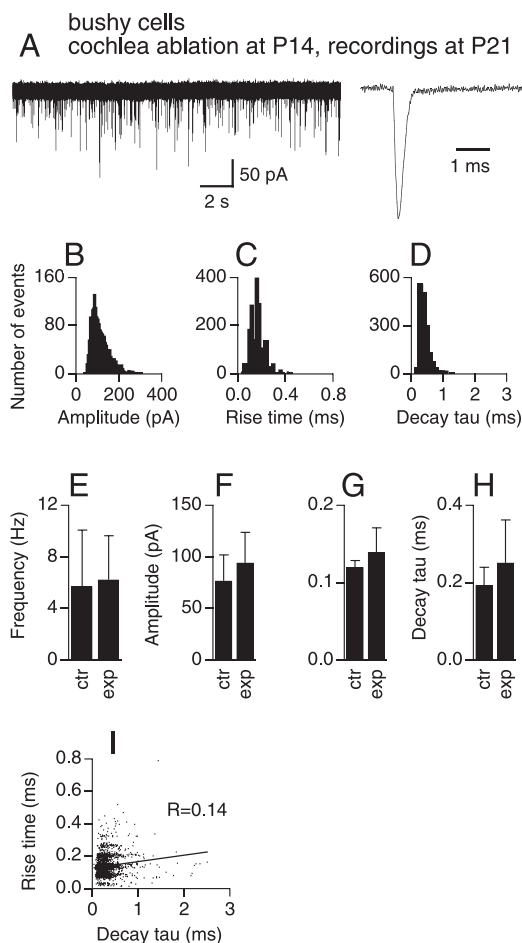 A
bushy cells
cochlea ablation at P14, recordings at P21
50 pA
2 s
1 ms
B
C
D
Number of events
160
80
0
0 200 400
Amplitude (pA)
400
200
0
0.0 0.4 0.8
Rise time (ms)
600
300
0
0 1 2 3
Decay tau (ms)
E
F
G
H
Frequency (Hz)
12
8
4
0
ctr
exp
Amplitude (pA)
150
100
50
0
ctr
exp
0.2
0.1
0.0
ctr
exp
Decay tau (ms)
0.4
0.2
0.0
ctr
exp
I
Rise time (ms)
0.8
0.6
0.4
0.2
0.0
R=0.14
0 1 2 3
Decay tau (ms)